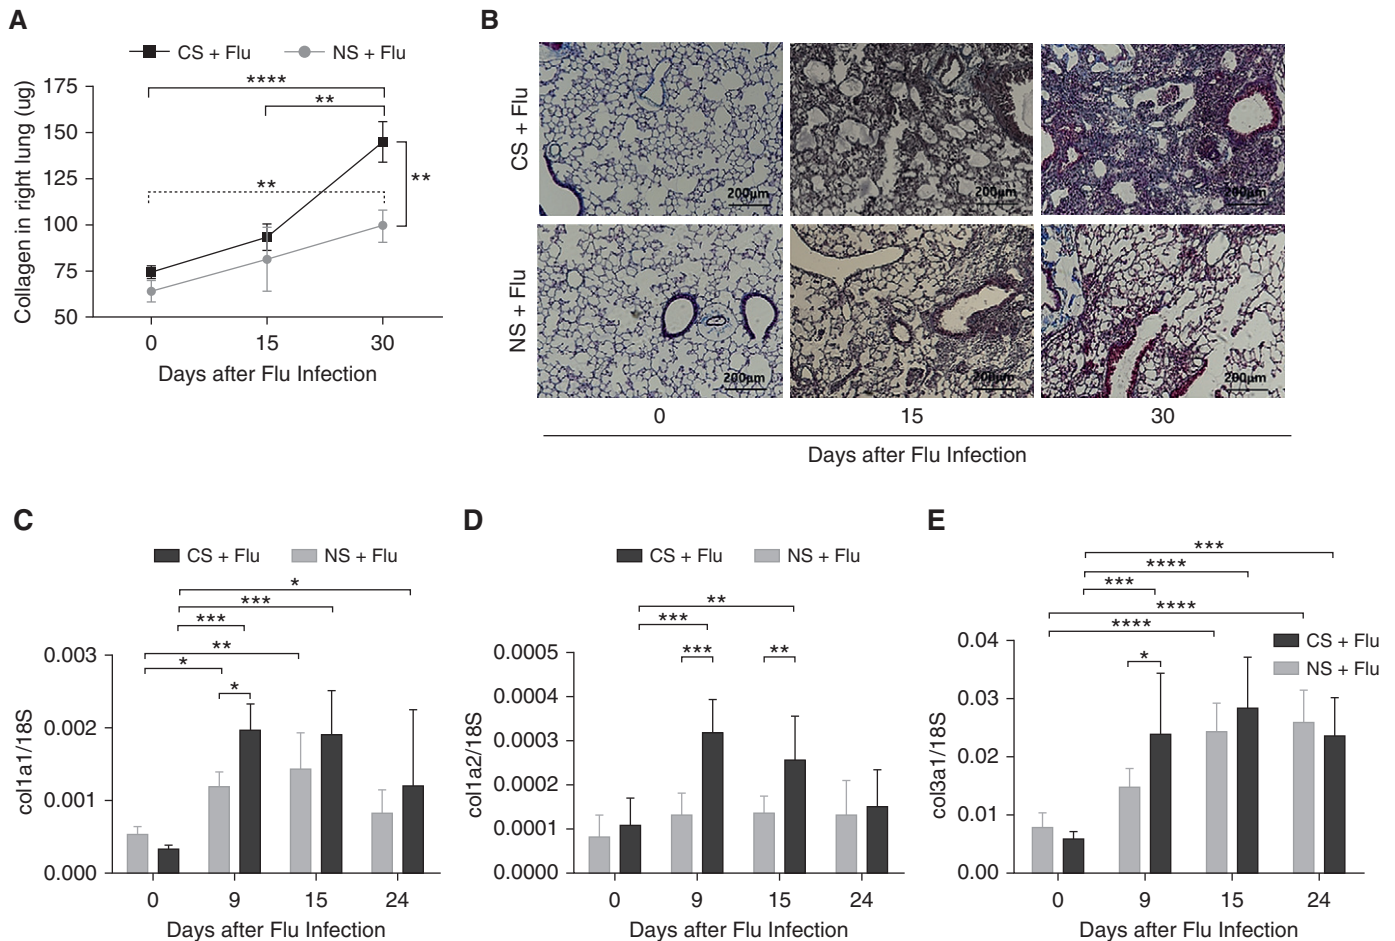 A
CS + Flu
NS + Flu
Collagen in right lung (ug)
175
150
125
100
75
50
****
**
**
**
0
15
30
Days after Flu Infection
B
CS + Flu
NS + Flu
200µm
200µm
200µm
200µm
200µm
200µm
0
15
30
Days after Flu Infection
C
CS + Flu
NS + Flu
*
***
***
**
*
*
col1a1/18S
0.003
0.002
0.001
0.000
0
9
15
24
Days after Flu Infection
D
CS + Flu
NS + Flu
**
***
***
**
col1a2/18S
0.0005
0.0004
0.0003
0.0002
0.0001
0.0000
0
9
15
24
Days after Flu Infection
E
***
****
***
****
****
*
CS + Flu
NS + Flu
col3a1/18S
0.04
0.03
0.02
0.01
0.00
0
9
15
24
Days after Flu Infection